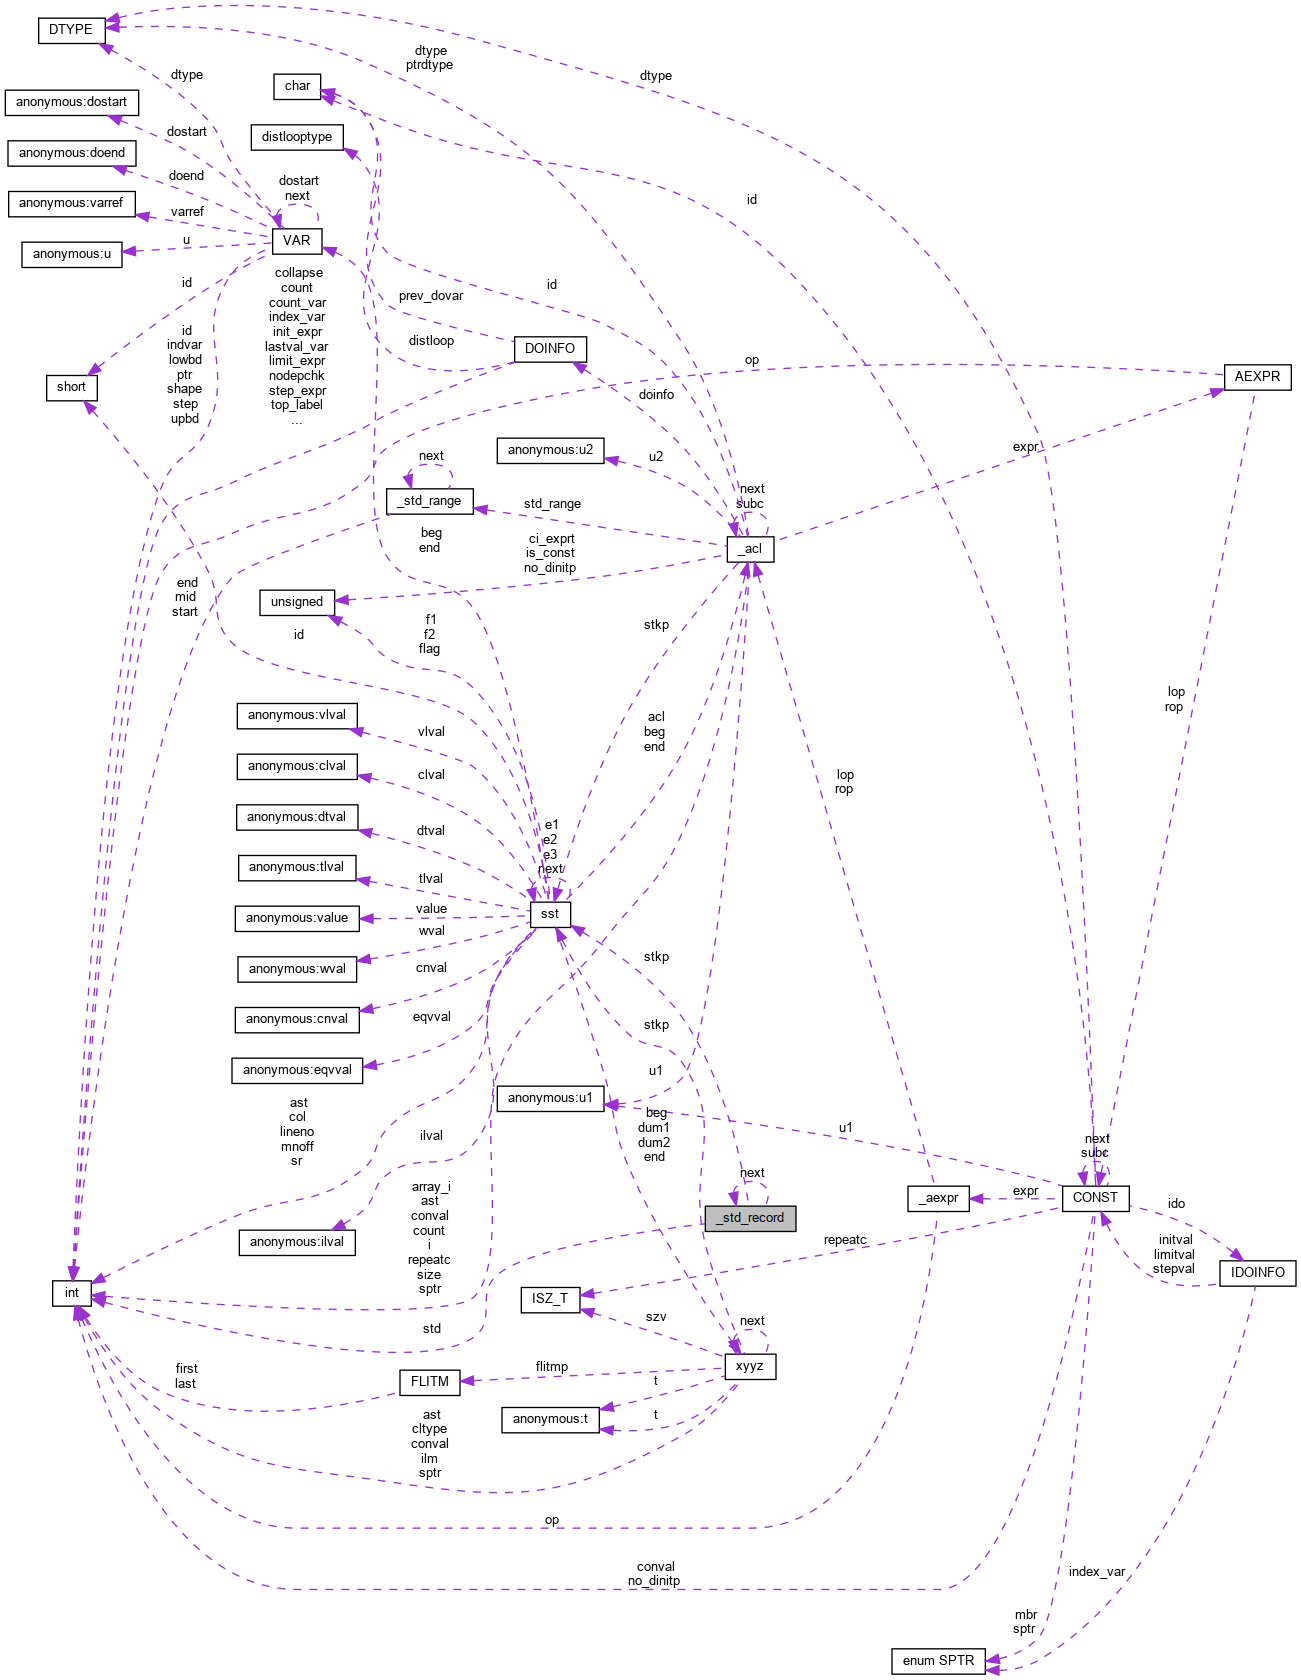 DTYPE
dtype
ptrdtype
dtype
dtype
char
anonymous:dostart
dostart
distlooptype
anonymous:doend
doend
dostart
next
id
anonymous:varref
varref
VAR
anonymous:u
u
id
id
collapse
count
count_var
index_var
init_expr
lastval_var
limit_expr
nodepchk
step_expr
top_label
...
prev_dovar
distloop
DOINFO
id
indvar
lowbd
ptr
shape
step
upbd
short
op
AEXPR
doinfo
anonymous:u2
u2
expr
next
_std_range
std_range
next
subc
_acl
beg
end
ci_exprt
is_const
no_dinitp
end
mid
start
unsigned
id
f1
f2
flag
stkp
lop
rop
anonymous:vlval
vlval
acl
beg
end
anonymous:clval
clval
lop
rop
anonymous:dtval
dtval
e1
e2
e3
next
anonymous:tlval
tlval
anonymous:value
value
sst
wval
anonymous:wval
cnval
stkp
anonymous:cnval
eqvval
stkp
anonymous:eqvval
u1
anonymous:u1
ast
col
lineno
mnoff
sr
ilval
beg
dum1
dum2
end
u1
next
subc
CONST
next
_std_record
_aexpr
expr
ido
array_i
ast
conval
count
i
repeatc
size
sptr
anonymous:ilval
repeatc
initval
limitval
stepval
IDOINFO
int
ISZ_T
std
szv
next
xyyz
first
last
FLITM
flitmp
t
anonymous:t
t
ast
cltype
conval
ilm
sptr
op
conval
no_dinitp
index_var
mbr
sptr
enum SPTR